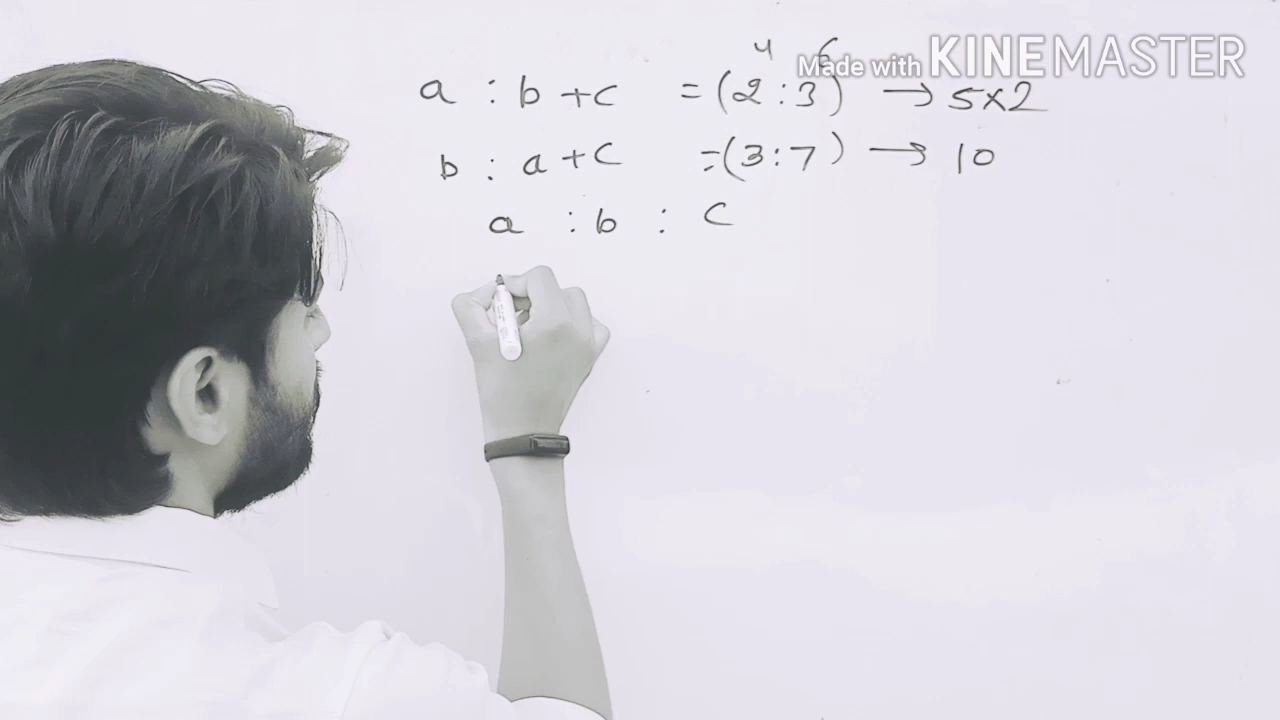 4 6
Made with KINEMASTER
a : b + c = (2 : 3) → 5×2
b : a + c = (3 : 7) → 10
a : b : c